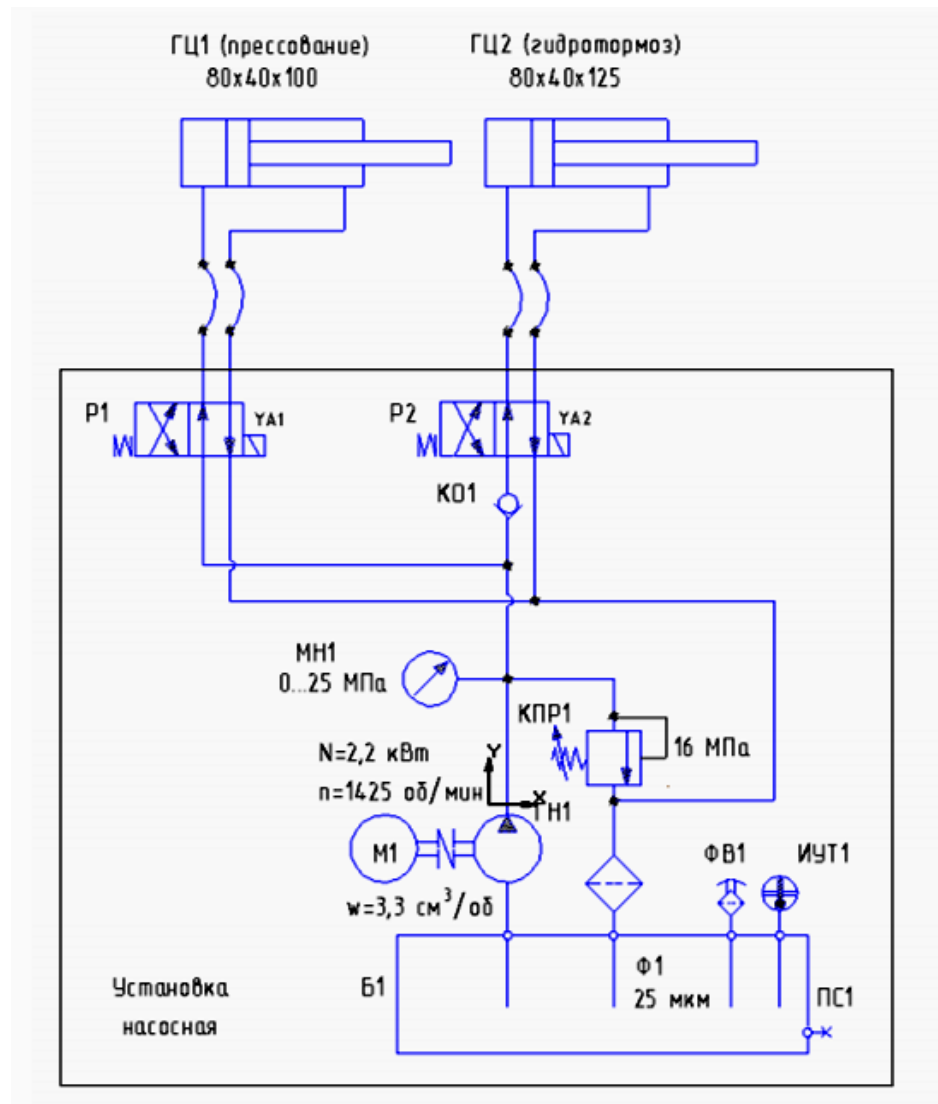 ГЦ1 (прессование)
80х40х100
ГЦ2 (гидротормоз)
80х40х125
Р1
YA1
Р2
YA2
КО1
МН1
0...25 МПа
КПР1
16 МПа
N=2,2 кВт
n=1425 об/мин
Y
X
ГН1
М1
w=3,3 см³/об
ФВ1
ИУТ1
Б1
Ф1
25 мкм
ПС1
Установка
насосная